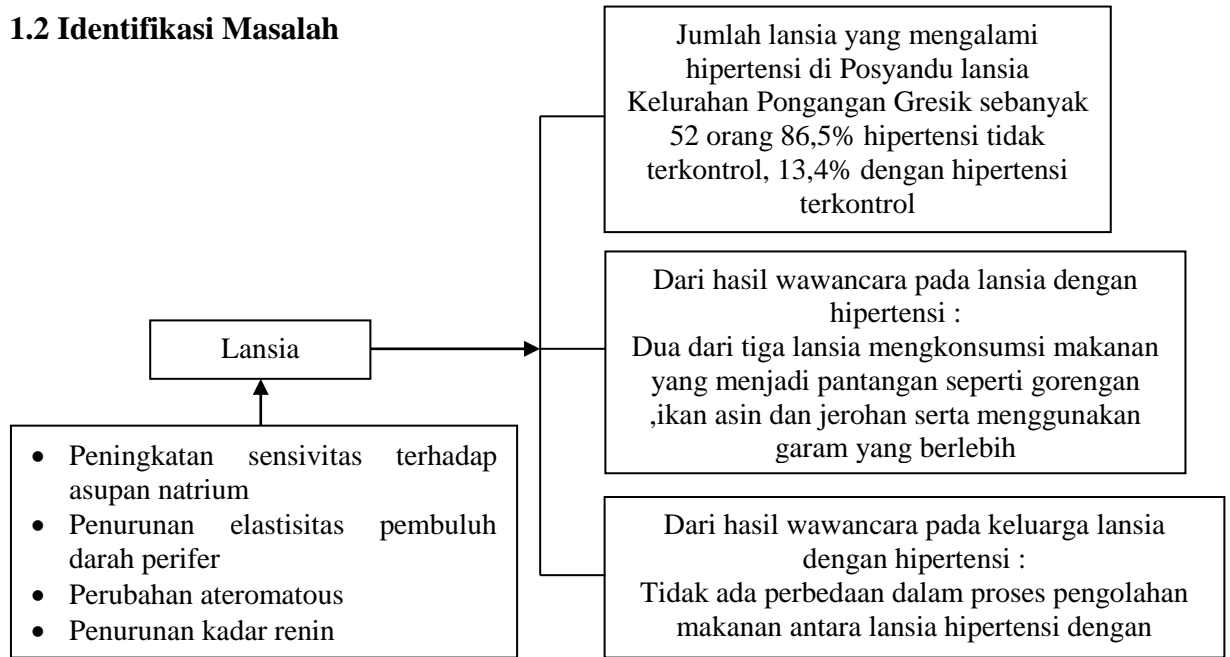 1.2 Identifikasi Masalah
Jumlah lansia yang mengalami
hipertensi di Posyandu lansia
Kelurahan Pongangan Gresik sebanyak
52 orang 86,5% hipertensi tidak
terkontrol, 13,4% dengan hipertensi
terkontrol
Dari hasil wawancara pada lansia dengan
hipertensi :
Dua dari tiga lansia mengkonsumsi makanan
yang menjadi pantangan seperti gorengan
,ikan asin dan jerohan serta menggunakan
garam yang berlebih
Lansia
• Peningkatan sensivitas terhadap
asupan natrium
• Penurunan elastisitas pembuluh
darah perifer
• Perubahan ateromatous
• Penurunan kadar renin
Dari hasil wawancara pada keluarga lansia
dengan hipertensi :
Tidak ada perbedaan dalam proses pengolahan
makanan antara lansia hipertensi dengan